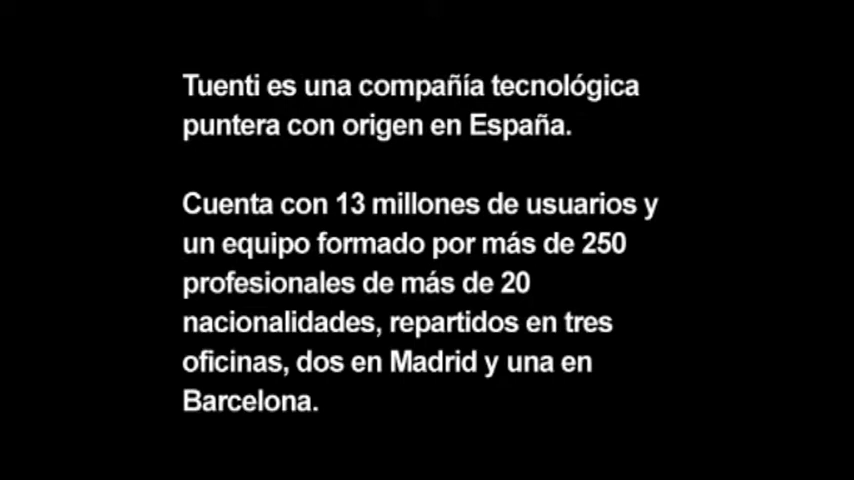 Tuenti es una compañía tecnológica
puntera con origen en España.
Cuenta con 13 millones de usuarios y
un equipo formado por más de 250
profesionales de más de 20
nacionalidades, repartidos en tres
oficinas, dos en Madrid y una en
Barcelona.